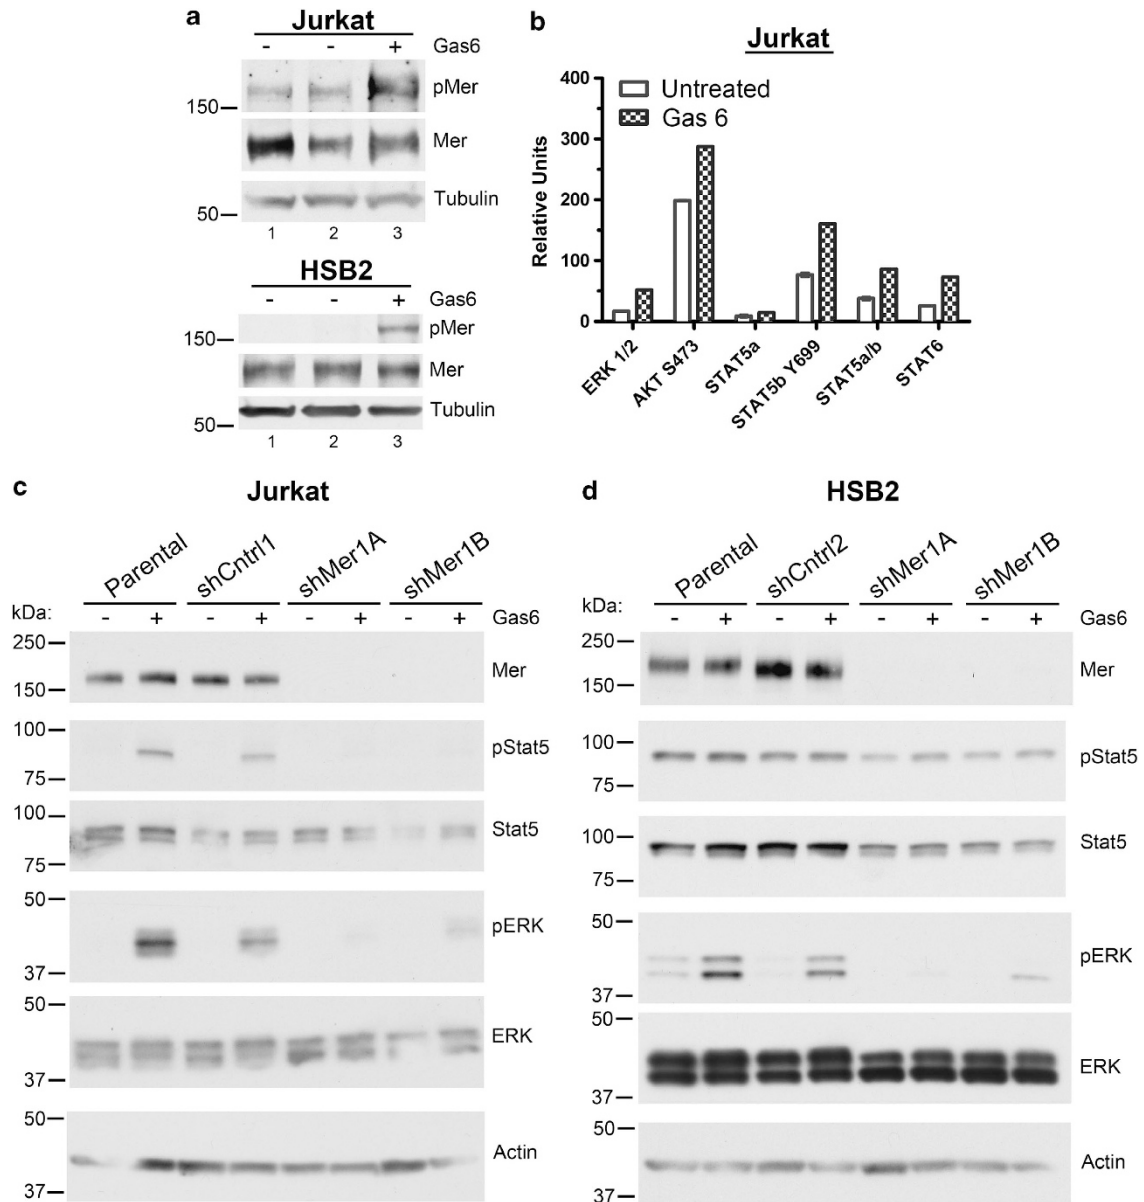 a
Jurkat
- - + Gas6
pMer
150
Mer
Tubulin
50
1 2 3
HSB2
- - + Gas6
pMer
150
Mer
Tubulin
50
1 2 3
b
Jurkat
400
300
200
100
0
Relative Units
Untreated
Gas 6
ERK 1/2
AKT S473
STAT5a
STAT5b Y699
STAT5a/b
STAT6
c
Jurkat
Parental shCntrl1 shMer1A shMer1B
kDa: - + - + - + - + Gas6
250
Mer
150
100
pStat5
75
100
Stat5
75
50
pERK
37
50
ERK
37
50
Actin
37
d
HSB2
Parental shCntrl2 shMer1A shMer1B
kDa: - + - + - + - + Gas6
250
Mer
150
100
pStat5
75
100
Stat5
75
50
pERK
37
50
ERK
37
50
Actin
37